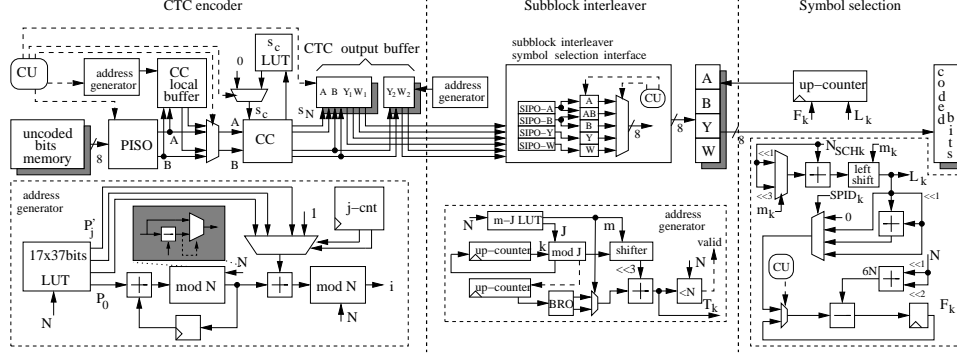 CTC encoder
Subblock interleaver
Symbol selection
CU
address
generator
CC
local
buffer
0
s_c
LUT
CTC output buffer
A B Y₁W₁
Y₂W₂
address
generator
uncoded
bits
memory
8
PISO
A
B
A
B
s_c
CC
s_N
subblock interleaver
symbol selection interface
SIPO-A
SIPO-B
SIPO-Y
SIPO-W
A
AB
B
Y
W
CU
8
8
A
B
Y
W
8
up-counter
F_k
L_k
coded
bits
address
generator
P'_j
17x37bits
LUT
N
P_0
+
mod N
N
1
j-cnt
+
mod N
N
i
N
m-J LUT
J
m
address
generator
up-counter
k
mod J
shifter
valid
N
<<3
up-counter
BRO
+
<N
T_k
<<1
<<3
m_k
+
N_SCHk
m_k
left
shift
L_k
SPID_k
<<1
0
+
N
CU
6N
<<1
+
<<2
F_k